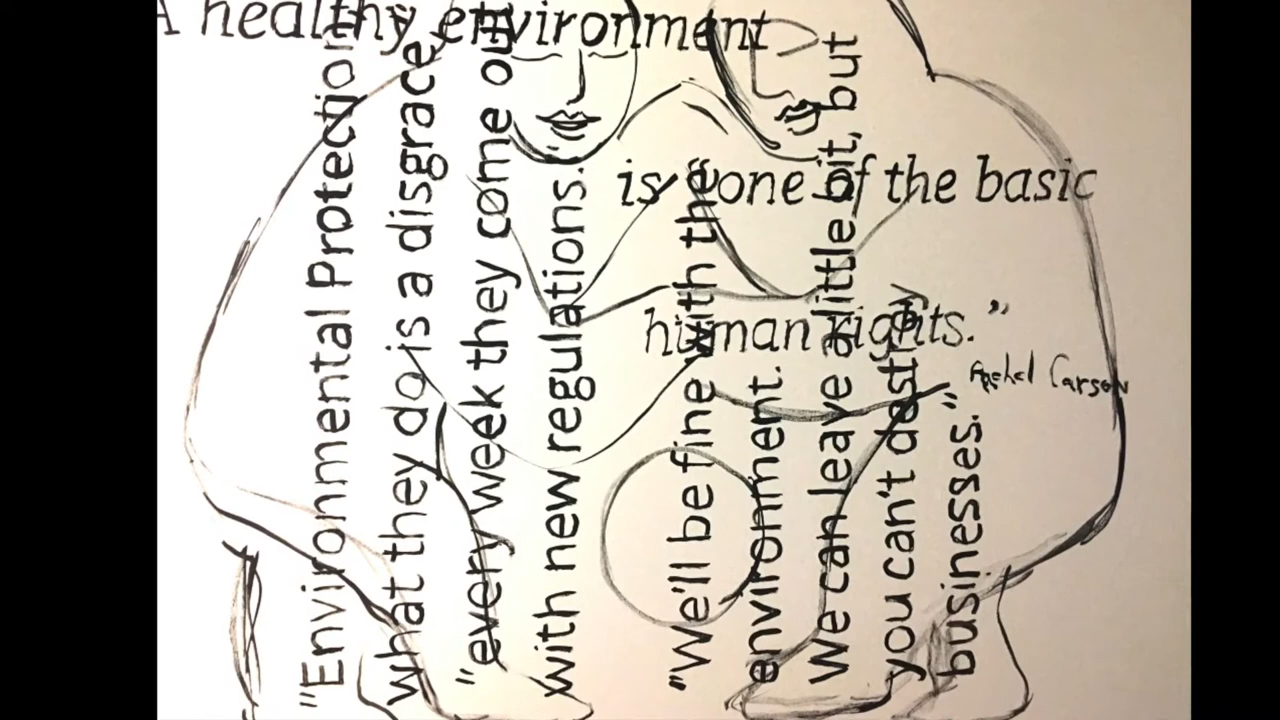 A healthy environment
is one of the basic
human rights."
Rachel Carson
"Environmental Protection,
what they do is a disgrace,
"every week they come out
with new regulations."
"We'll be fine with the
environment.
We can leave a little bit, but
you can't dest
businesses."